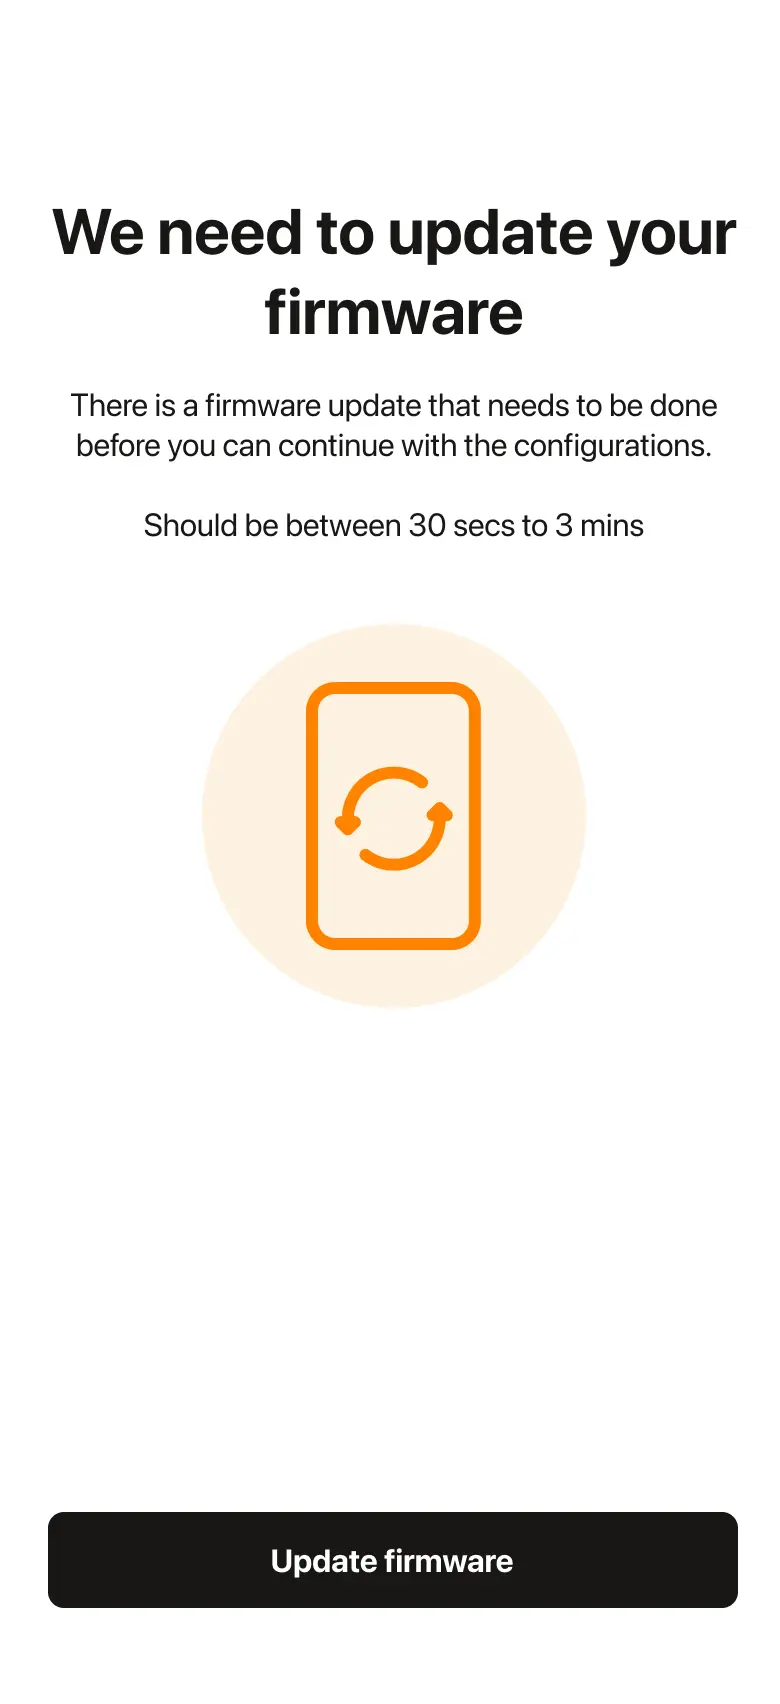 We need to update your
firmware
There is a firmware update that needs to be done
before you can continue with the configurations.
Should be between 30 secs to 3 mins
Update firmware